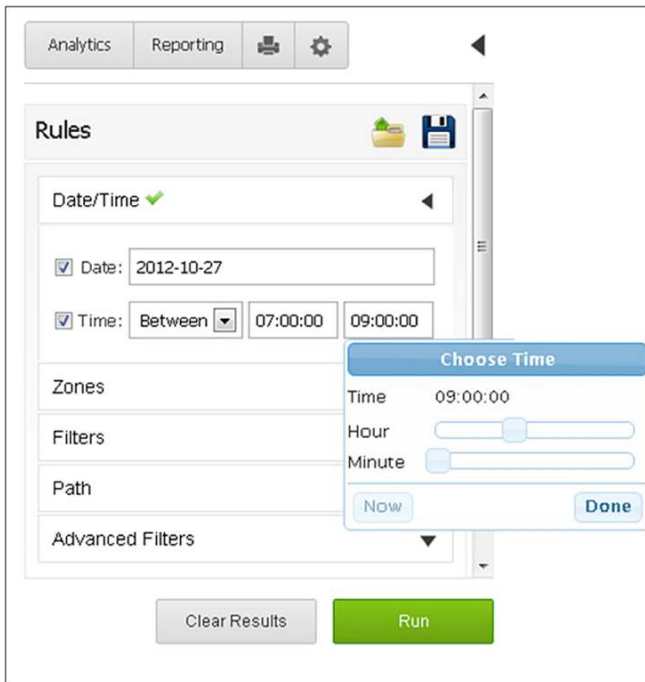 Analytics Reporting
Rules
Date/Time
Date: 2012-10-27
Time: Between 07:00:00 09:00:00
Choose Time
Zones
Time 09:00:00
Filters
Hour
Minute
Path
Now Done
Advanced Filters
Clear Results Run